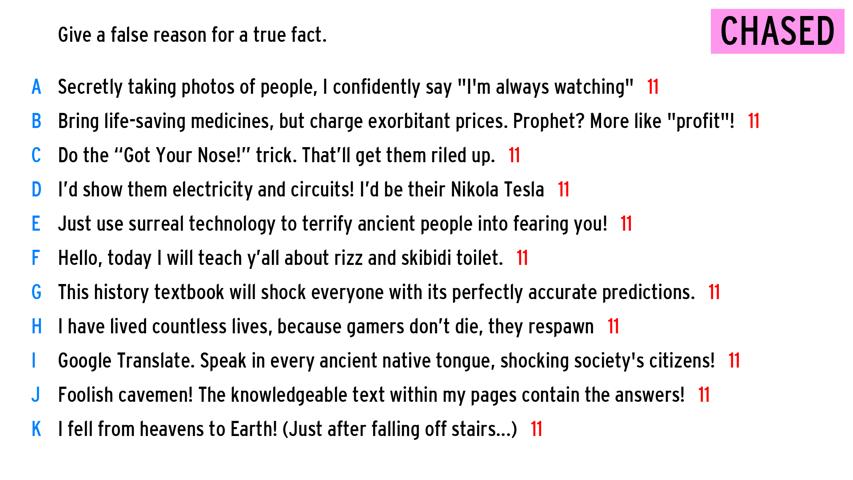 Give a false reason for a true fact.
CHASED
A Secretly taking photos of people, I confidently say "I'm always watching" 11
B Bring life-saving medicines, but charge exorbitant prices. Prophet? More like "profit"! 11
C Do the “Got Your Nose!” trick. That’ll get them riled up. 11
D I’d show them electricity and circuits! I’d be their Nikola Tesla 11
E Just use surreal technology to terrify ancient people into fearing you! 11
F Hello, today I will teach y’all about rizz and skibidi toilet. 11
G This history textbook will shock everyone with its perfectly accurate predictions. 11
H I have lived countless lives, because gamers don’t die, they respawn 11
I Google Translate. Speak in every ancient native tongue, shocking society's citizens! 11
J Foolish cavemen! The knowledgeable text within my pages contain the answers! 11
K I fell from heavens to Earth! (Just after falling off stairs...) 11